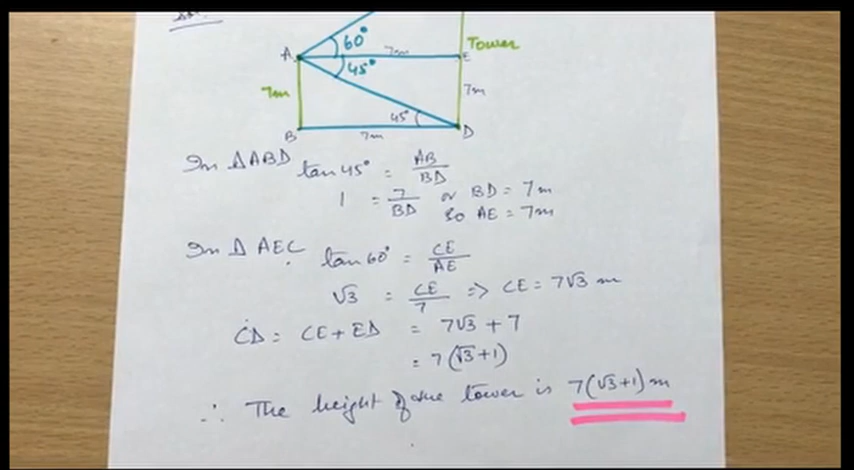 60°
Tower
A
7m
E
45°
7m
7m
45°
B
7m
D
In ΔABD tan 45° = AB/BD
1 = 7/BD or BD = 7m
So AE = 7m
In Δ AEC tan 60° = CE/AE
√3 = CE/7 => CE = 7√3 m
CD = CE + ED = 7√3 + 7
= 7(√3+1)
∴ The height of the tower is 7(√3+1) m